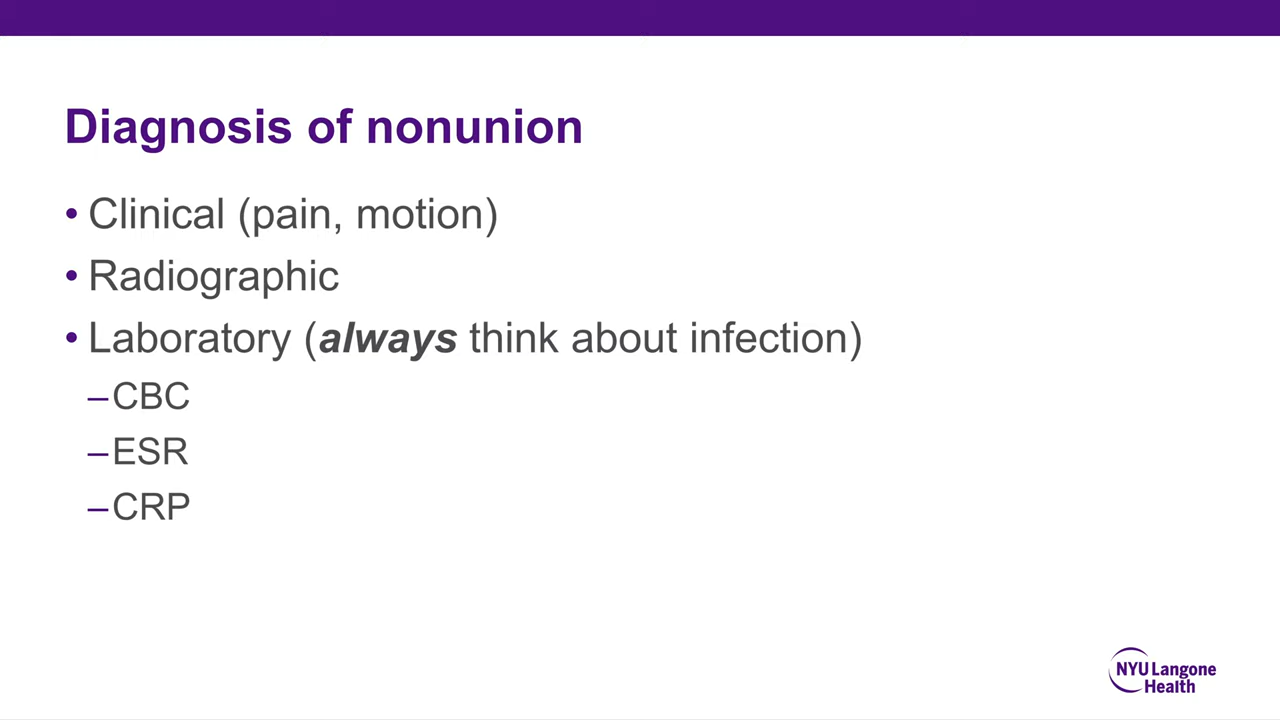 Diagnosis of nonunion
• Clinical (pain, motion)
• Radiographic
• Laboratory (always think about infection)
–CBC
–ESR
–CRP
NYU Langone
Health